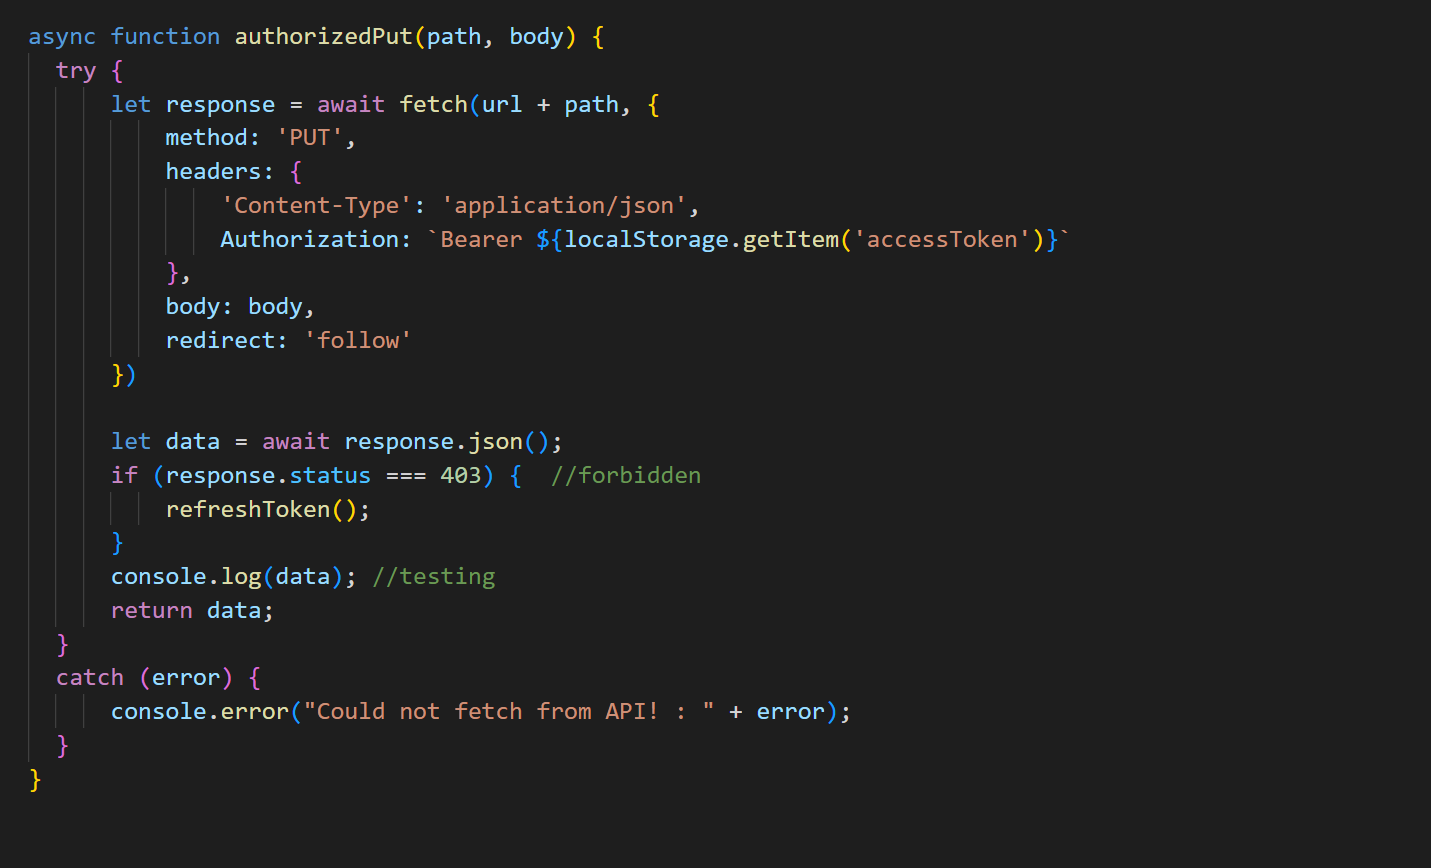 async function authorizedPut(path, body) {
  try {
      let response = await fetch(url + path, {
          method: 'PUT',
          headers: {
              'Content-Type': 'application/json',
              Authorization: `Bearer ${localStorage.getItem('accessToken')}`
          },
          body: body,
          redirect: 'follow'
      })

      let data = await response.json();
      if (response.status === 403) {  //forbidden
          refreshToken();
      }
      console.log(data); //testing
      return data;
  }
  catch (error) {
      console.error("Could not fetch from API! : " + error);
  }
}